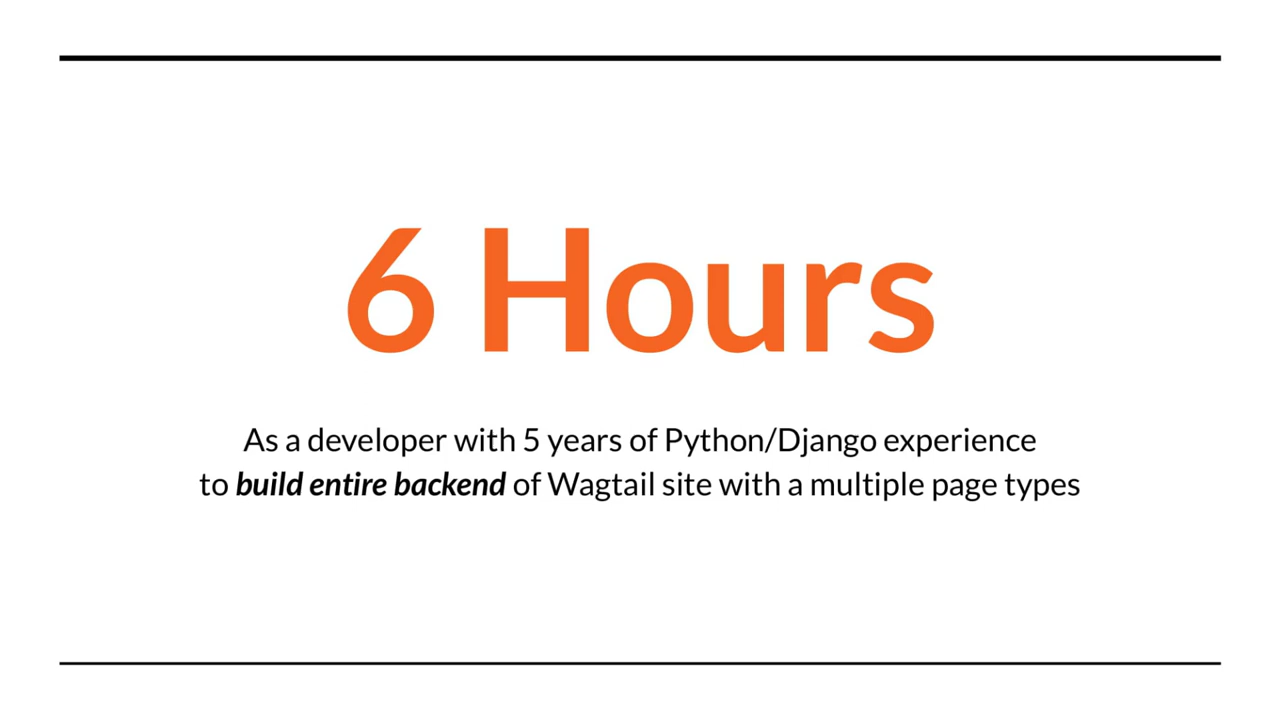 6 Hours
As a developer with 5 years of Python/Django experience
to build entire backend of Wagtail site with a multiple page types